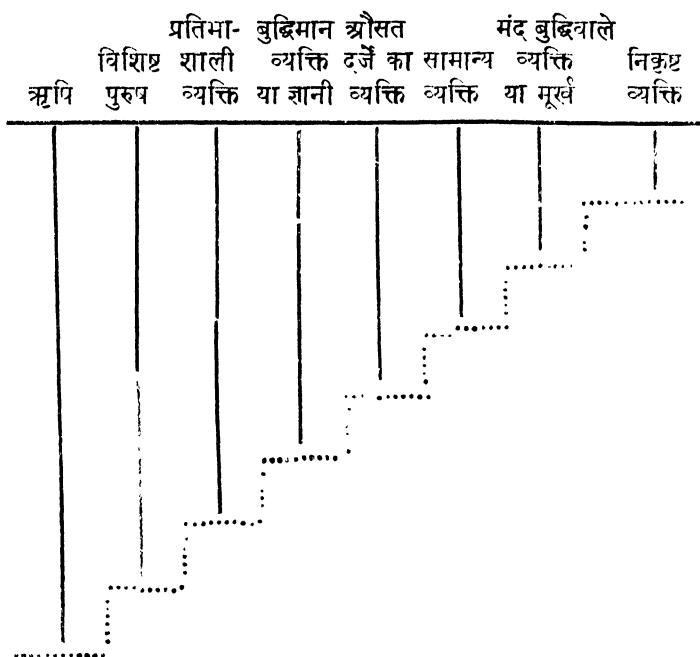 प्रतिभा- बुद्धिमान औसत मंद बुद्धिवाले
विशिष्ट शाली व्यक्ति दर्जे का सामान्य व्यक्ति निकृष्ट
ऋषि पुरुष व्यक्ति या ज्ञानी व्यक्ति व्यक्ति या मूर्ख व्यक्ति